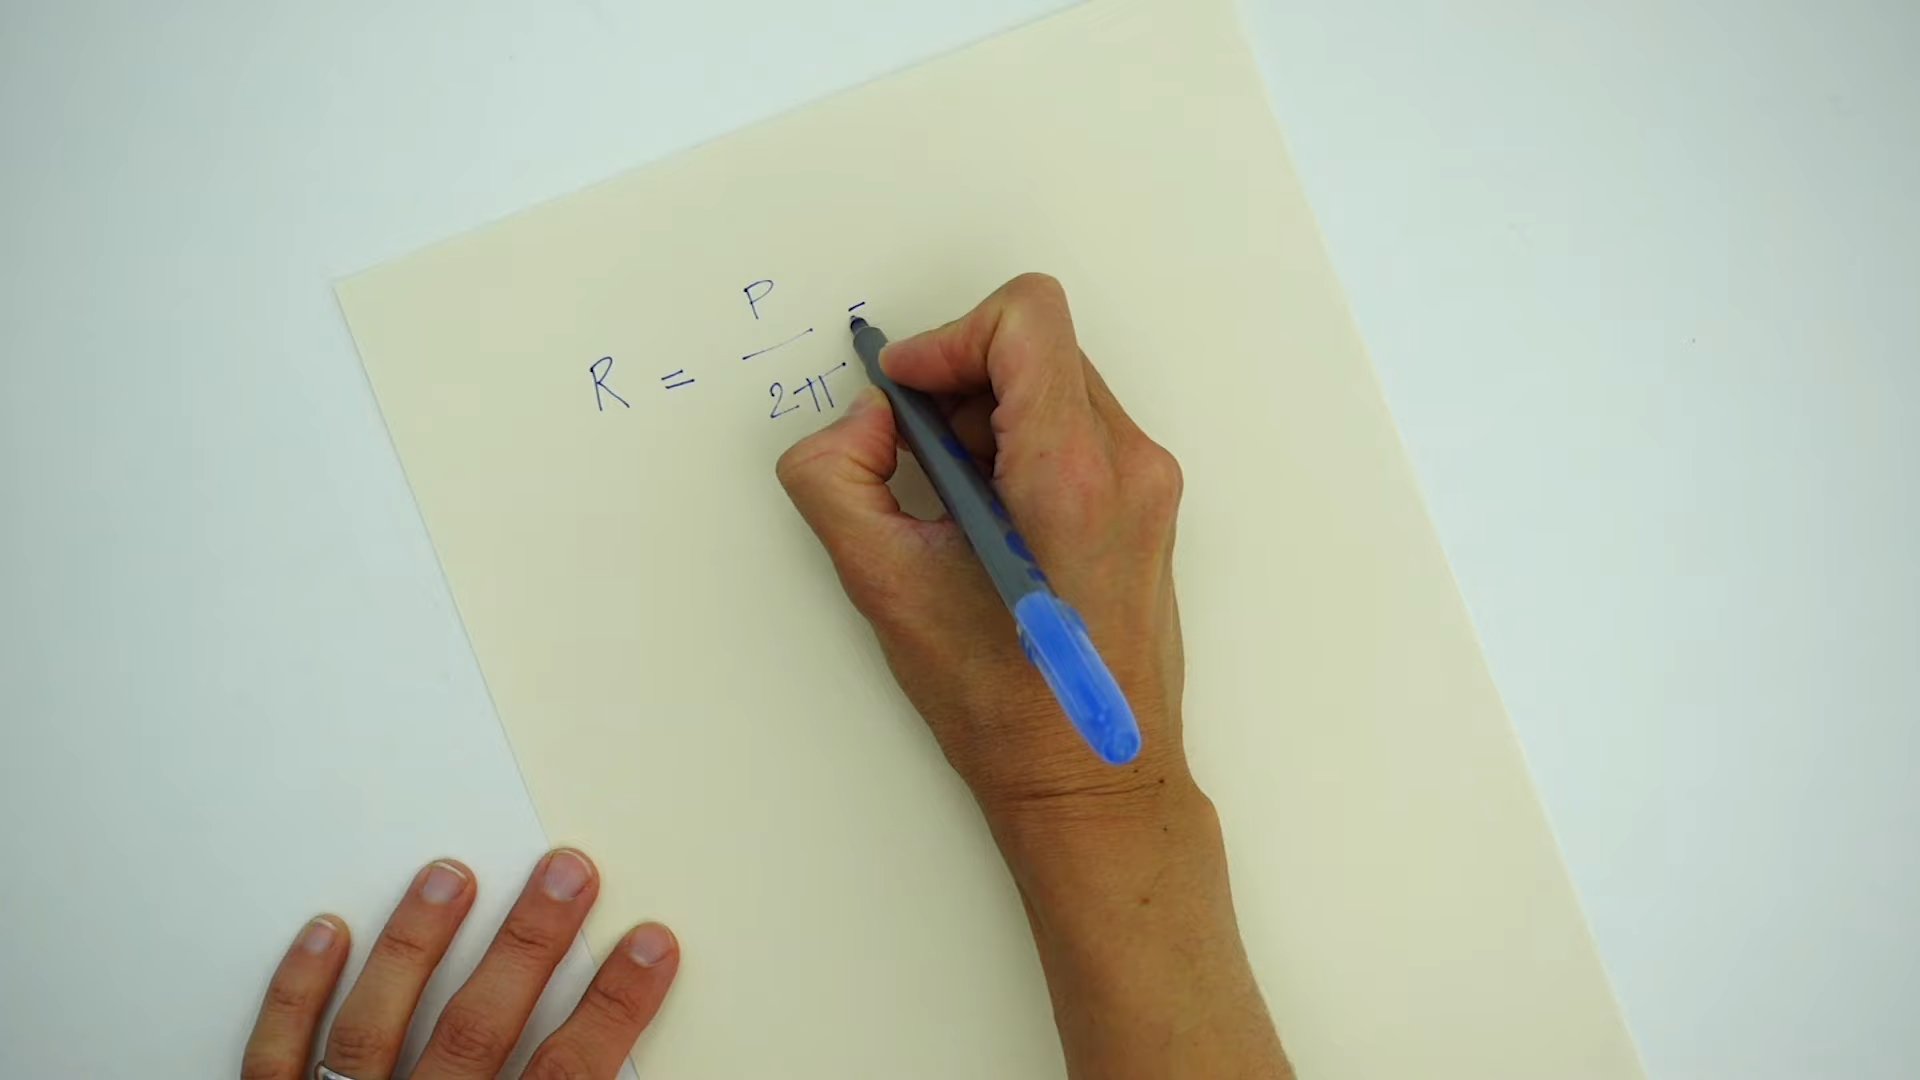 R = P / 2π =